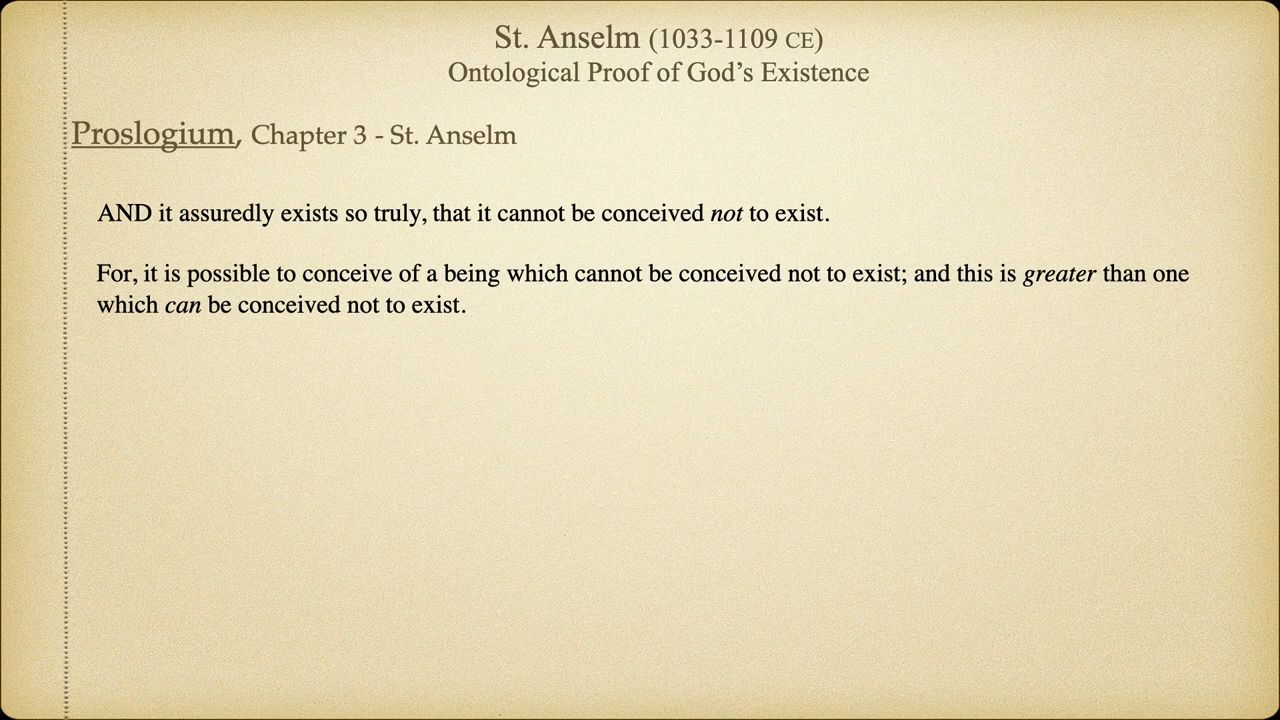 St. Anselm (1033-1109 CE)
Ontological Proof of God’s Existence
Proslogium, Chapter 3 - St. Anselm
AND it assuredly exists so truly, that it cannot be conceived not to exist.
For, it is possible to conceive of a being which cannot be conceived not to exist; and this is greater than one
which can be conceived not to exist.